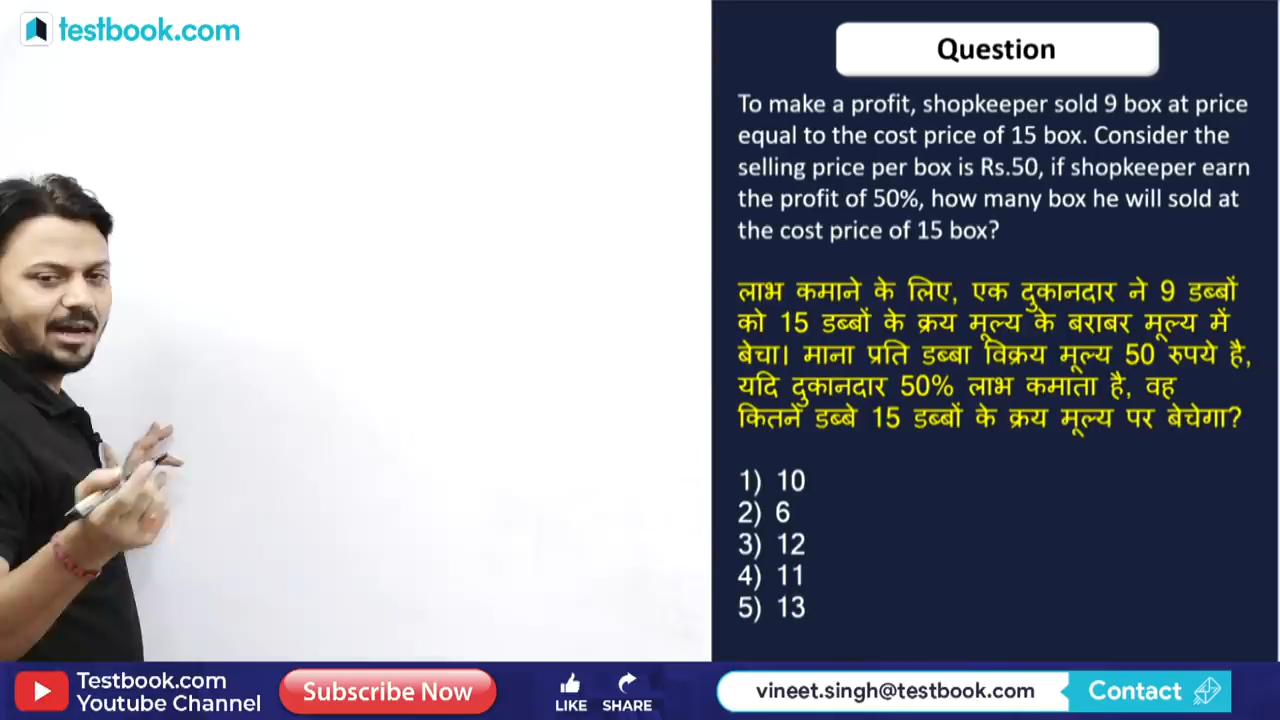 testbook.com
Question
To make a profit, shopkeeper sold 9 box at price
equal to the cost price of 15 box. Consider the
selling price per box is Rs.50, if shopkeeper earn
the profit of 50%, how many box he will sold at
the cost price of 15 box?
लाभ कमाने के लिए, एक दुकानदार ने 9 डब्बों
को 15 डब्बों के क्रय मूल्य के बराबर मूल्य में
बेचा। माना प्रति डब्बा विक्रय मूल्य 50 रुपये है,
यदि दुकानदार 50% लाभ कमाता है, वह
कितने डब्बे 15 डब्बों के क्रय मूल्य पर बेचेगा?
1) 10
2) 6
3) 12
4) 11
5) 13
Testbook.com
YouTube Channel
Subscribe Now
LIKE
SHARE
vineet.singh@testbook.com
Contact